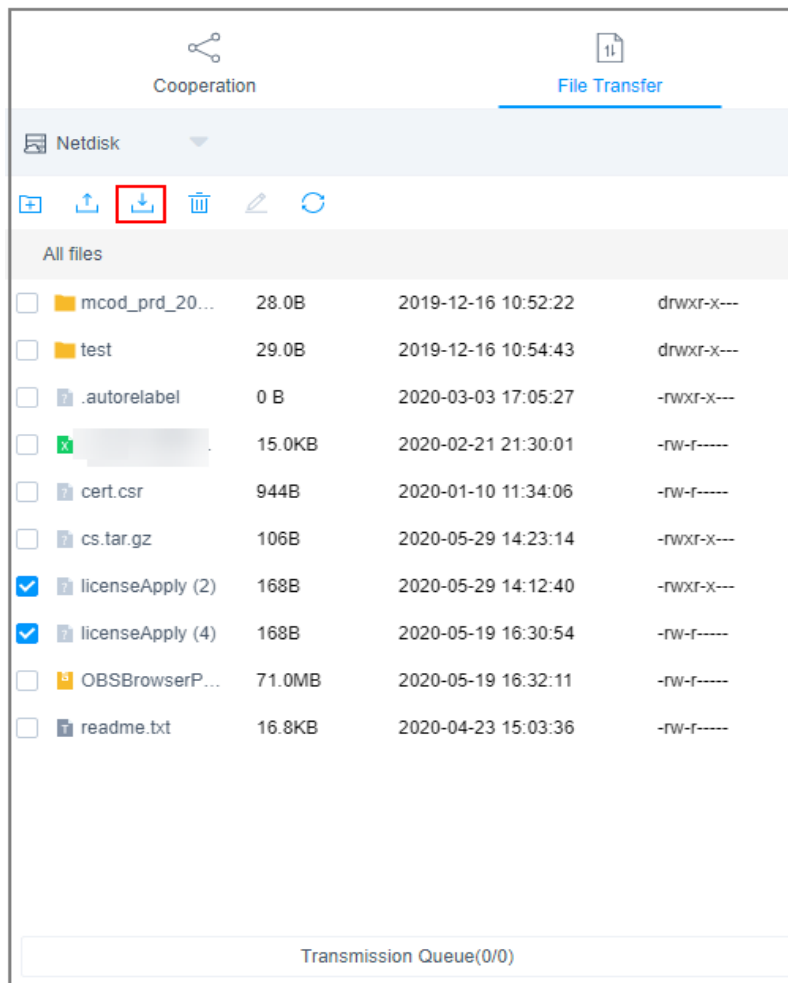 Cooperation File Transfer
Netdisk
All files
mcod_prd_20... 28.0B 2019-12-16 10:52:22 drwxr-x---
test 29.0B 2019-12-16 10:54:43 drwxr-x---
.autorelabel 0 B 2020-03-03 17:05:27 -rwxr-x---
15.0KB 2020-02-21 21:30:01 -rw-r-----
cert.csr 944B 2020-01-10 11:34:06 -rw-r-----
cs.tar.gz 106B 2020-05-29 14:23:14 -rwxr-x---
licenseApply (2) 168B 2020-05-29 14:12:40 -rwxr-x---
licenseApply (4) 168B 2020-05-19 16:30:54 -rw-r-----
OBSBrowserP... 71.0MB 2020-05-19 16:32:11 -rw-r-----
readme.txt 16.8KB 2020-04-23 15:03:36 -rw-r-----
Transmission Queue(0/0)